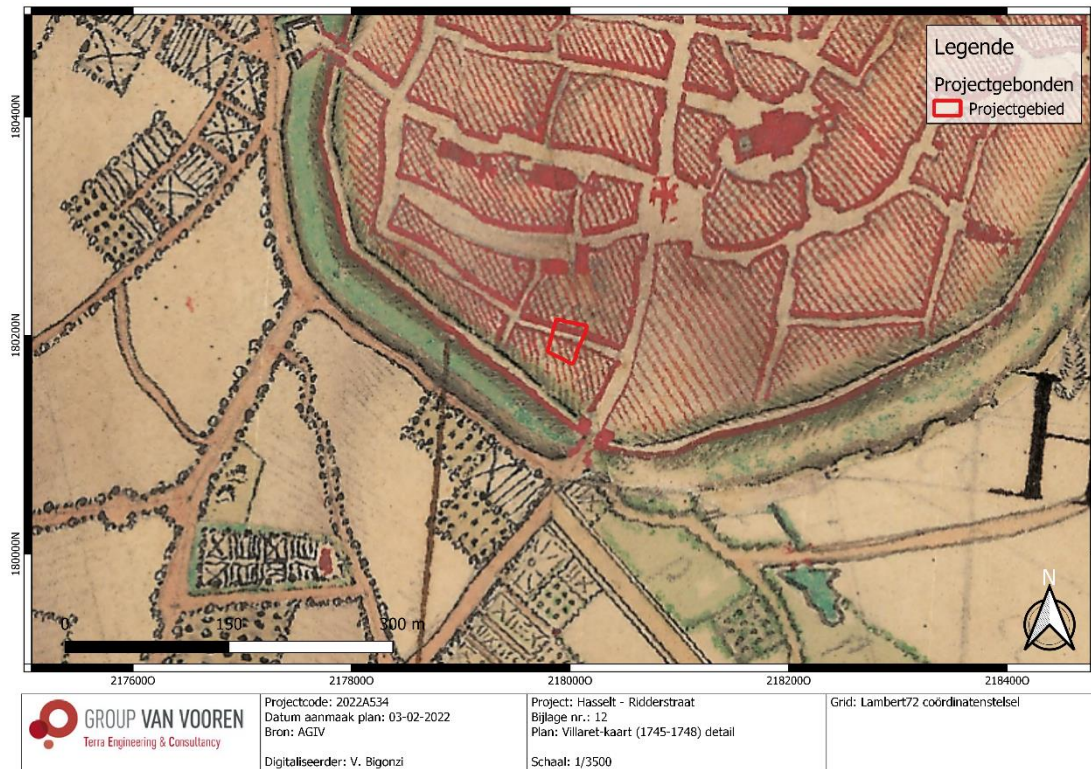 Legende
Projectgebonden
Projectgebied
180400N
180200N
180000N
N
0 150 300 m
2176000 2178000 2180000 2182000 2184000
GROUP VAN VOOREN
Terra Engineering & Consultancy
Projectcode: 2022A534
Datum aanmaak plan: 03-02-2022
Bron: AGIV
Digitaliseerder: V. Bigonzi
Project: Hasselt - Ridderstraat
Bijlage nr.: 12
Plan: Villaret-kaart (1745-1748) detail
Schaal: 1/3500
Grid: Lambert72 coördinatenstelsel